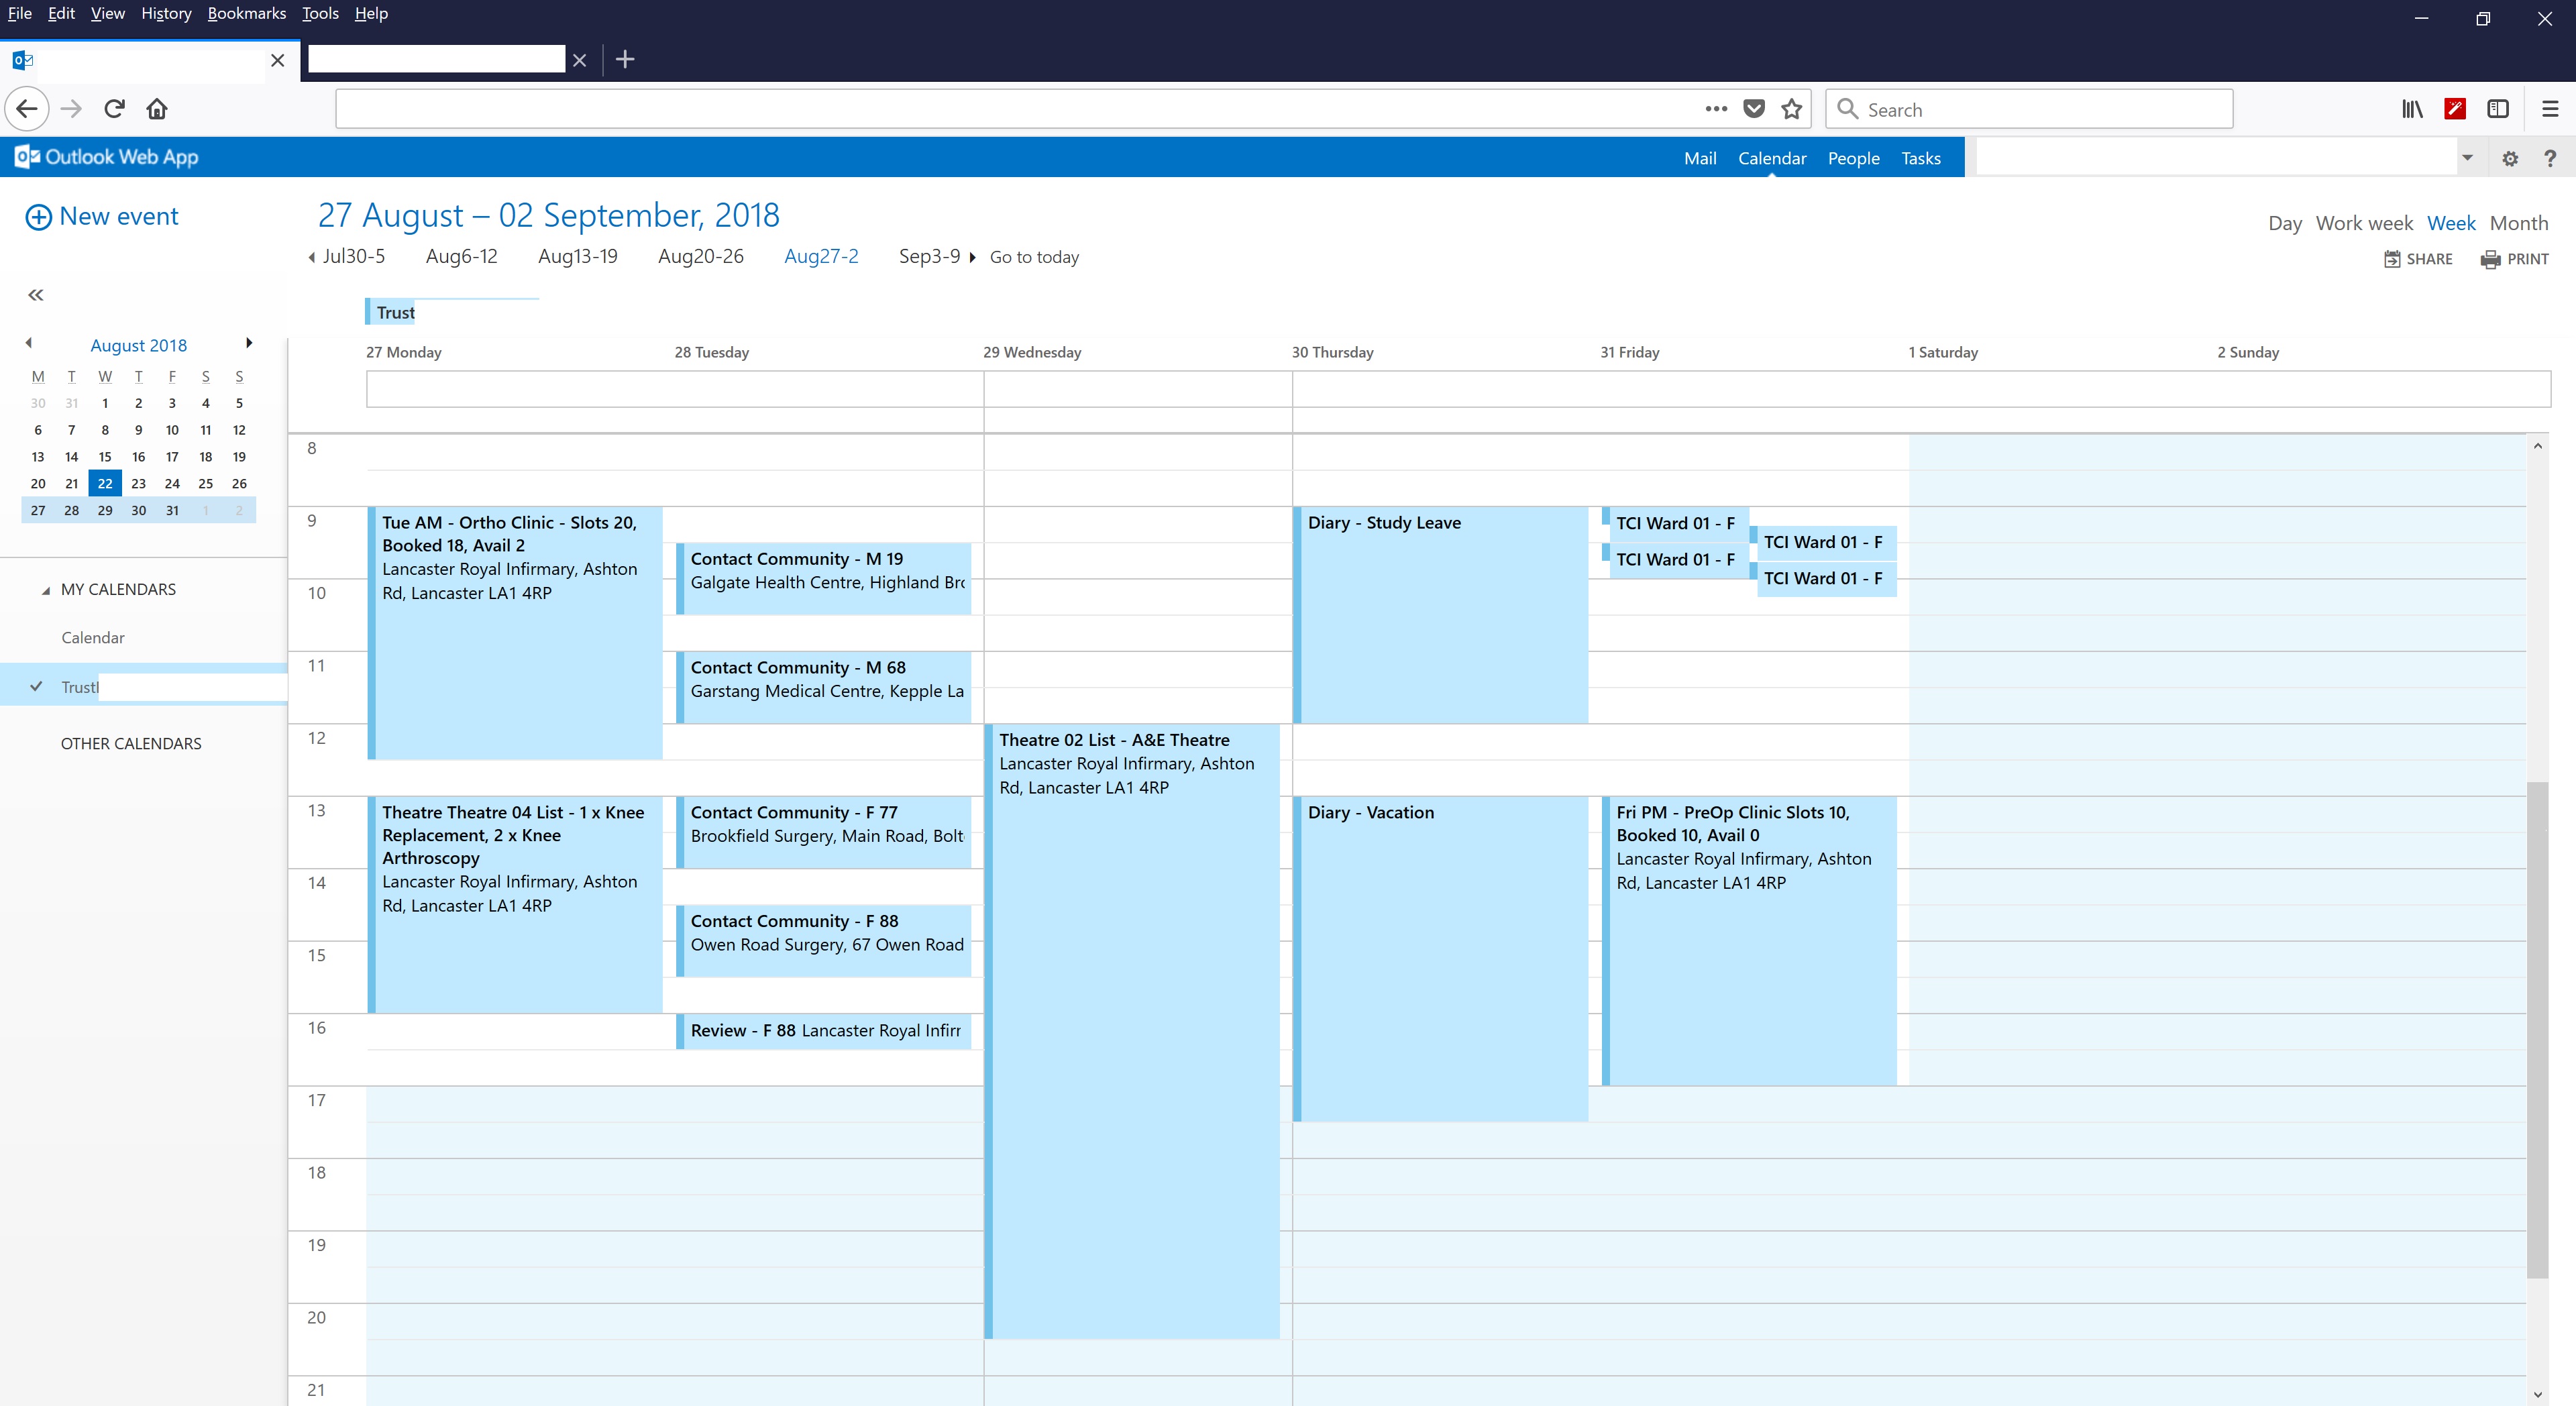 File Edit View History Bookmarks Tools Help
Search
Outlook Web App
Mail Calendar People Tasks
?
New event
27 August – 02 September, 2018
Day Work week Week Month
Jul30-5 Aug6-12 Aug13-19 Aug20-26 Aug27-2 Sep3-9 Go to today
SHARE PRINT
Trust
August 2018
M T W T F S S
30 31 1 2 3 4 5
6 7 8 9 10 11 12
13 14 15 16 17 18 19
20 21 22 23 24 25 26
27 28 29 30 31 1 2
MY CALENDARS
Calendar
Trust
OTHER CALENDARS
27 Monday 28 Tuesday 29 Wednesday 30 Thursday 31 Friday 1 Saturday 2 Sunday
8
9
10
11
12
13
14
15
16
17
18
19
20
21
Tue AM - Ortho Clinic - Slots 20,
Booked 18, Avail 2
Lancaster Royal Infirmary, Ashton
Rd, Lancaster LA1 4RP
Theatre Theatre 04 List - 1 x Knee
Replacement, 2 x Knee
Arthroscopy
Lancaster Royal Infirmary, Ashton
Rd, Lancaster LA1 4RP
Contact Community - M 19
Galgate Health Centre, Highland Brc
Contact Community - M 68
Garstang Medical Centre, Kepple La
Contact Community - F 77
Brookfield Surgery, Main Road, Bolt
Contact Community - F 88
Owen Road Surgery, 67 Owen Road
Review - F 88 Lancaster Royal Infirr
Theatre 02 List - A&E Theatre
Lancaster Royal Infirmary, Ashton
Rd, Lancaster LA1 4RP
Diary - Study Leave
Diary - Vacation
TCI Ward 01 - F
TCI Ward 01 - F
TCI Ward 01 - F
TCI Ward 01 - F
Fri PM - PreOp Clinic Slots 10,
Booked 10, Avail 0
Lancaster Royal Infirmary, Ashton
Rd, Lancaster LA1 4RP